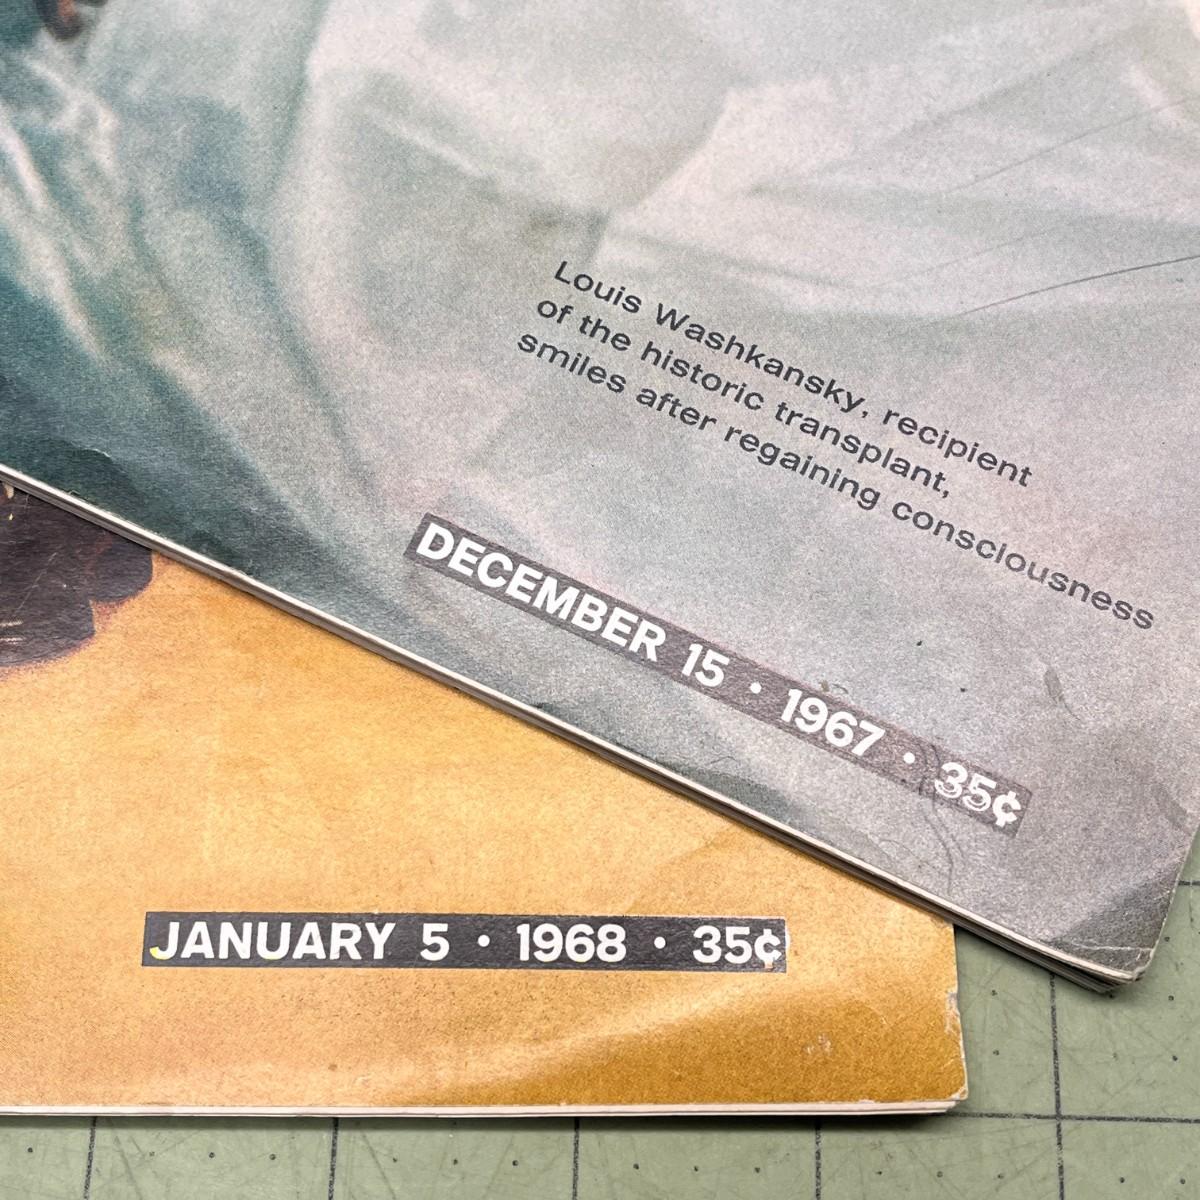 Louis Washkansky, recipient
of the historic transplant,
smiles after regaining consciousness
DECEMBER 15 · 1967 · 35¢
JANUARY 5 · 1968 · 35¢